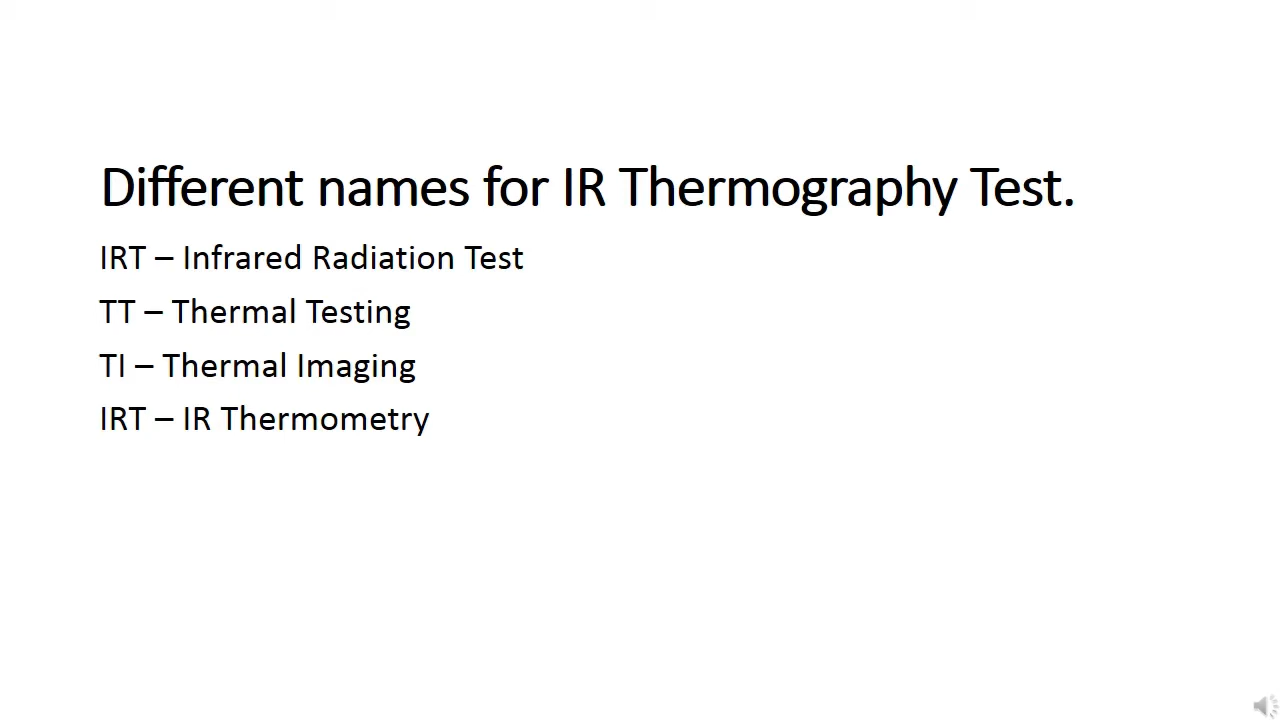 Different names for IR Thermography Test.
IRT – Infrared Radiation Test
TT – Thermal Testing
TI – Thermal Imaging
IRT – IR Thermometry